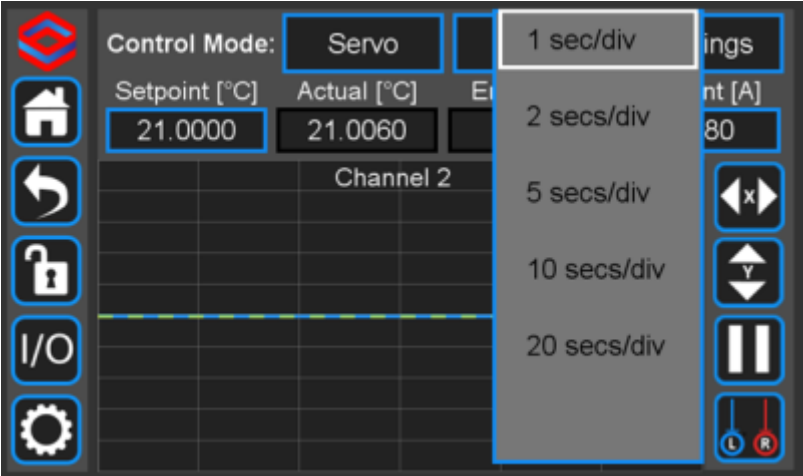 Control Mode: Servo ings
Setpoint [°C] Actual [°C] E nt [A]
21.0000 21.0060 80
Channel 2
1 sec/div
2 secs/div
5 secs/div
10 secs/div
20 secs/div
X
Y
I/O
L R